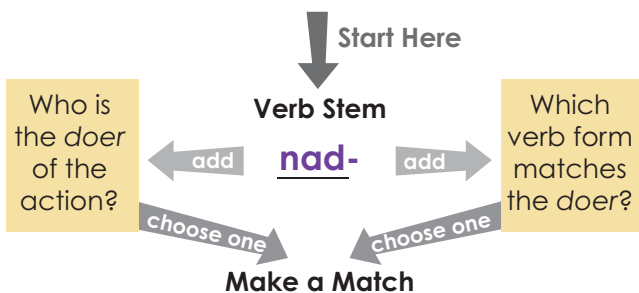 Start Here
Verb Stem
nad-
Who is
the doer
of the
action?
add
add
Which
verb form
matches
the doer?
choose one
choose one
Make a Match